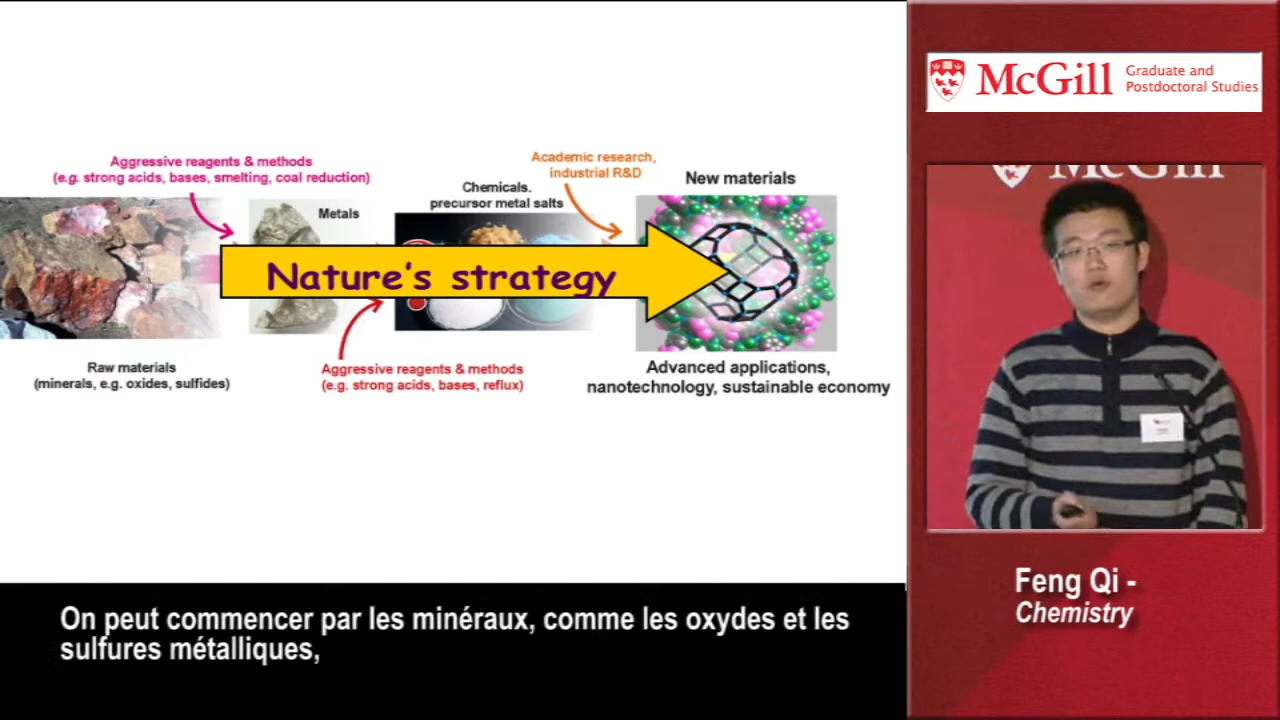 Aggressive reagents & methods
(e.g. strong acids, bases, smelting, coal reduction)
Academic research,
industrial R&D
New materials
Chemicals.
precursor metal salts
Metals
Nature's strategy
Raw materials
(minerals, e.g. oxides, sulfides)
Aggressive reagents & methods
(e.g. strong acids, bases, reflux)
Advanced applications,
nanotechnology, sustainable economy
McGill
Graduate and
Postdoctoral Studies
McGill
Feng Qi -
Chemistry
On peut commencer par les minéraux, comme les oxydes et les
sulfures métalliques,